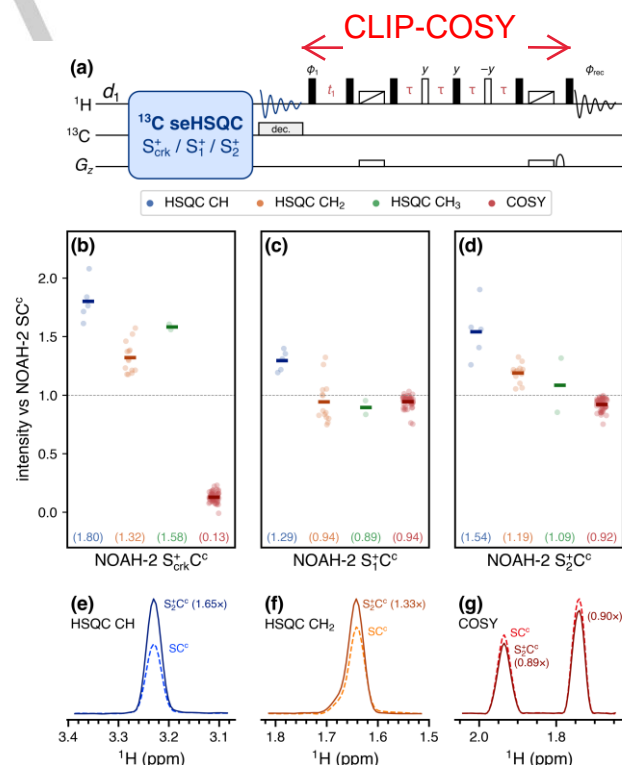 CLIP-COSY
(a)
ϕ1 y y −y ϕrec
¹H d1 t1 τ τ τ τ
¹³C seHSQC
S⁺crk / S⁺1 / S⁺2
¹³C dec.
Gz
HSQC CH HSQC CH₂ HSQC CH₃ COSY
(b) (c) (d)
intensity vs NOAH-2 SCᶜ
2.0
1.5
1.0
0.5
0.0
(1.80) (1.32) (1.58) (0.13) (1.29) (0.94) (0.89) (0.94) (1.54) (1.19) (1.09) (0.92)
NOAH-2 S⁺crkCᶜ NOAH-2 S⁺1Cᶜ NOAH-2 S⁺2Cᶜ
(e) S⁺2Cᶜ (1.65×)
HSQC CH
SCᶜ
3.4 3.3 3.2 3.1
¹H (ppm)
(f) S⁺2Cᶜ (1.33×)
HSQC CH₂
SCᶜ
1.8 1.7 1.6 1.5
¹H (ppm)
(g) (0.90×)
COSY
SCᶜ
S⁺2Cᶜ
(0.89×)
2.0 1.9 1.8 1.7
¹H (ppm)